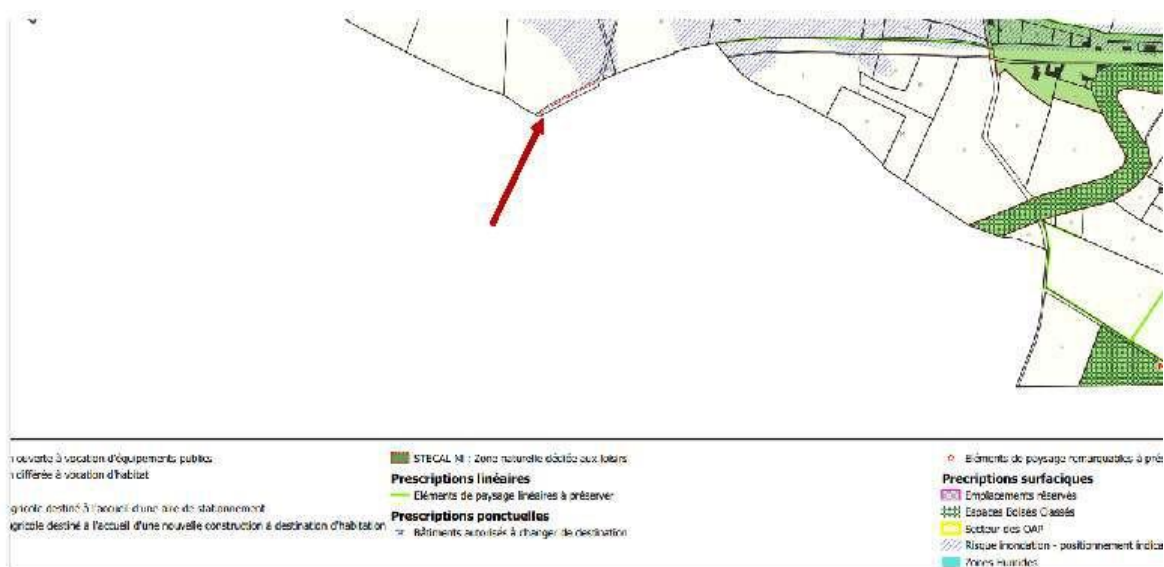 n ouverte à vocation d'équipements publics
n différée à vocation d'habitat
agricole destiné à l'accueil d'une aire de stationnement
agricole destiné à l'accueil d'une nouvelle construction à destination d'habitation
STECAL Nl : Zone naturelle dédiée aux loisirs
Prescriptions linéaires
Eléments de paysage linéaires à préserver
Prescriptions ponctuelles
Bâtiments autorisés à changer de destination
Eléments de paysage remarquables à prés
Precriptions surfaciques
Emplacements réservés
Espaces Boisés Classés
Secteur des OAP
Risque inondation - positionnement indica
Zones Humides